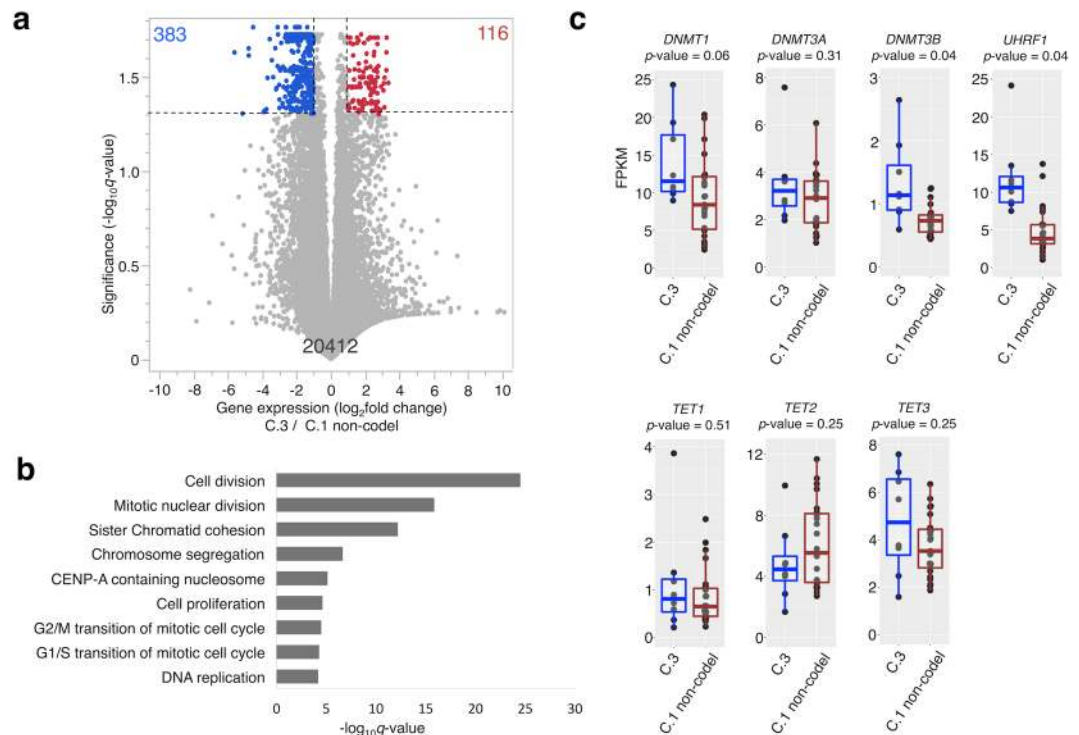 a
383
116
1.5
1.0
0.5
0
20412
-10 -8 -6 -4 -2 0 2 4 6 8 10
Significance (-log10q-value)
Gene expression (log2fold change)
C.3 / C.1 non-codel
b
Cell division
Mitotic nuclear division
Sister Chromatid cohesion
Chromosome segregation
CENP-A containing nucleosome
Cell proliferation
G2/M transition of mitotic cell cycle
G1/S transition of mitotic cell cycle
DNA replication
0 5 10 15 20 25 30
-log10q-value
c
DNMT1
p-value = 0.06
25
20
15
10
5
0
FPKM
C.3
C.1 non-codel
DNMT3A
p-value = 0.31
8
6
4
2
0
C.3
C.1 non-codel
DNMT3B
p-value = 0.04
3
2
1
0
C.3
C.1 non-codel
UHRF1
p-value = 0.04
25
20
15
10
5
0
C.3
C.1 non-codel
TET1
p-value = 0.51
4
3
2
1
0
C.3
C.1 non-codel
TET2
p-value = 0.25
12
8
4
0
C.3
C.1 non-codel
TET3
p-value = 0.25
8
6
4
2
0
C.3
C.1 non-codel